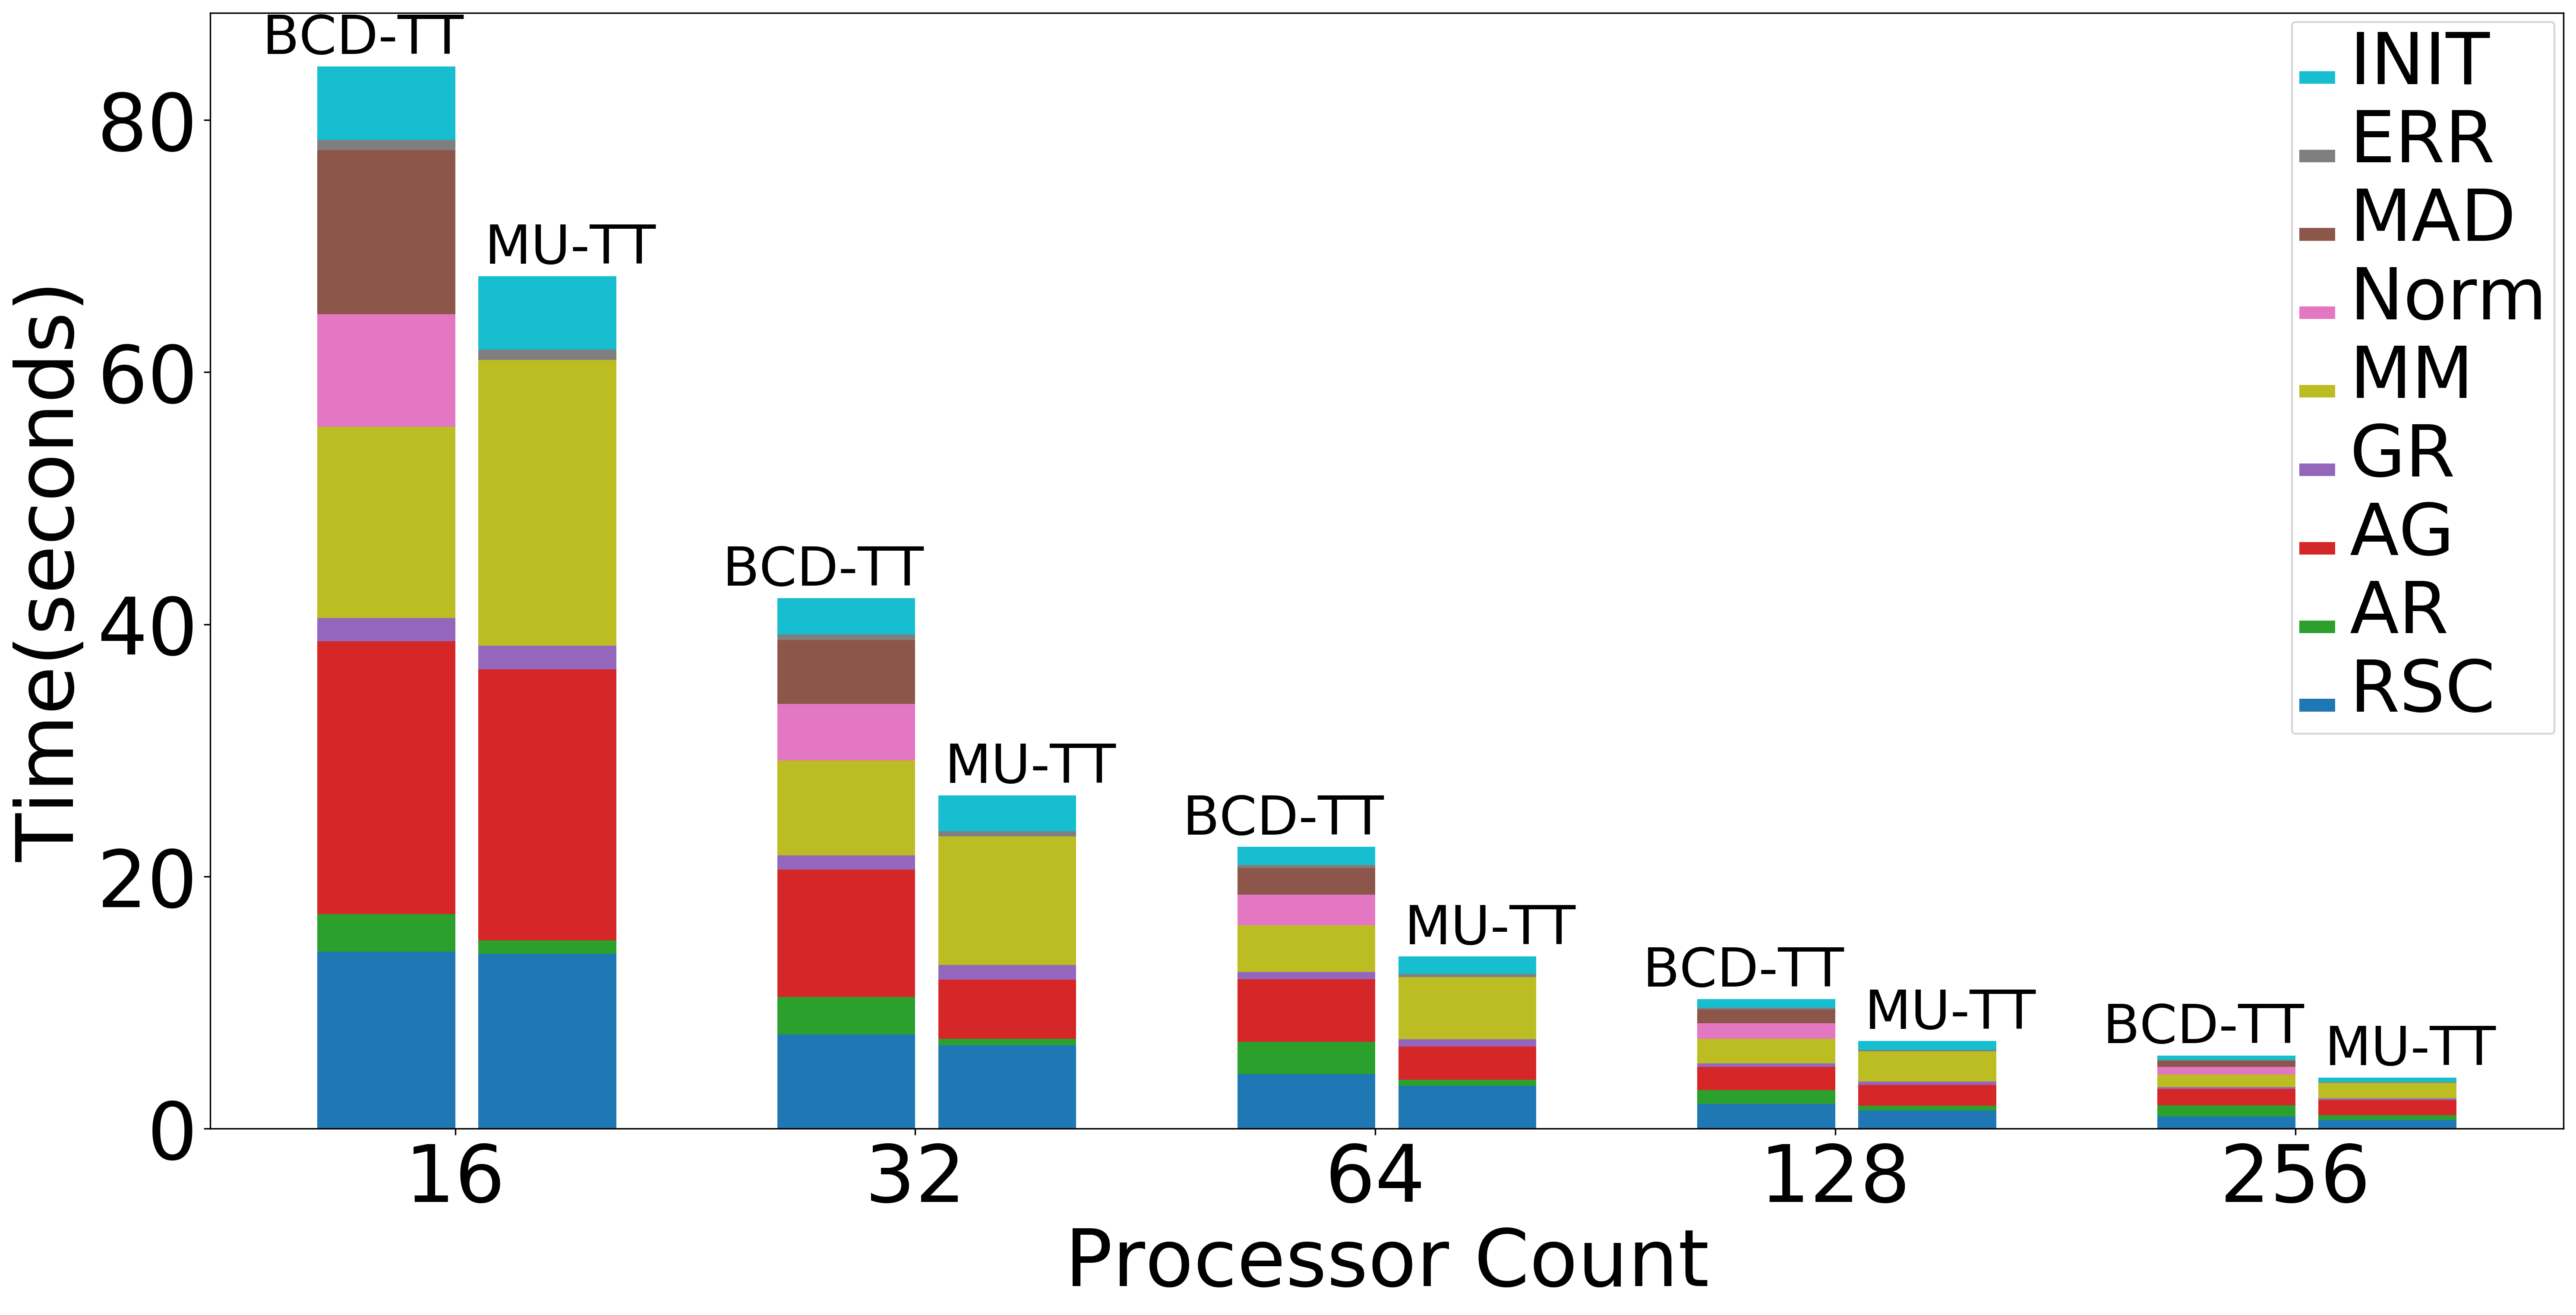 BCD-TT
MU-TT
BCD-TT
MU-TT
BCD-TT
MU-TT
BCD-TT
MU-TT
BCD-TT
MU-TT
INIT
ERR
MAD
Norm
MM
GR
AG
AR
RSC
Time(seconds)
80
60
40
20
0
16 32 64 128 256
Processor Count